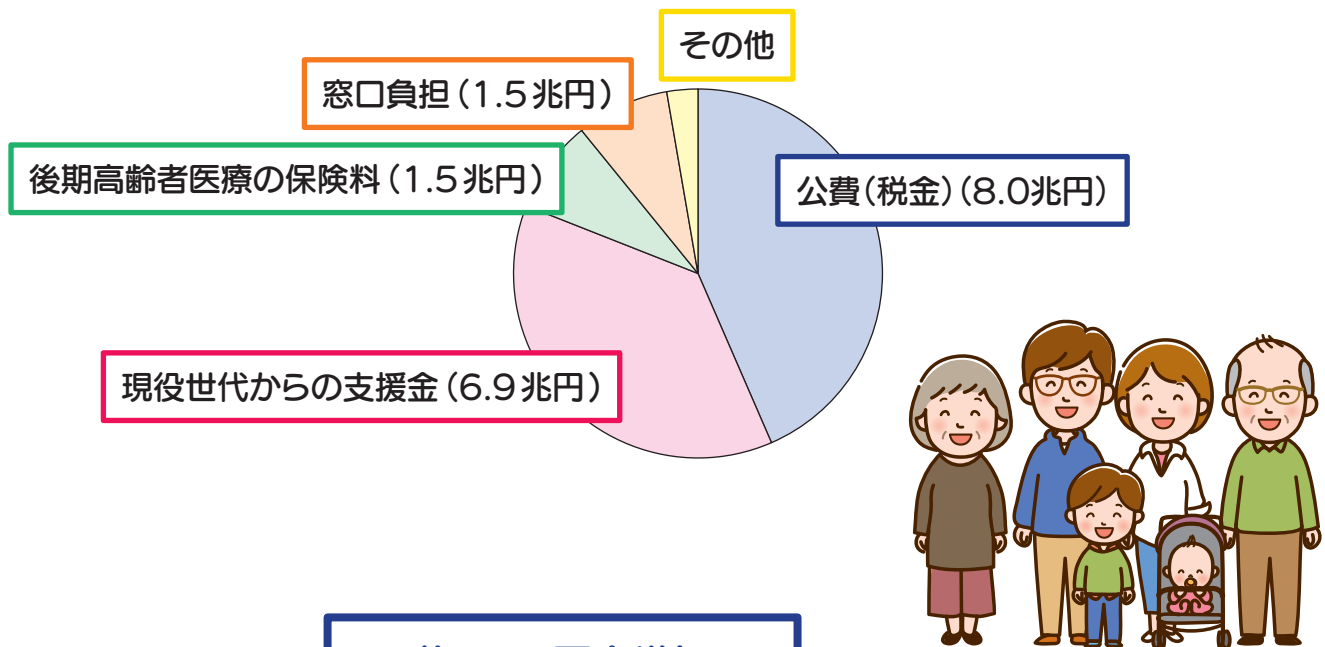 その他
窓口負担（1.5兆円）
後期高齢者医療の保険料（1.5兆円）
公費（税金）（8.0兆円）
現役世代からの支援金（6.9兆円）